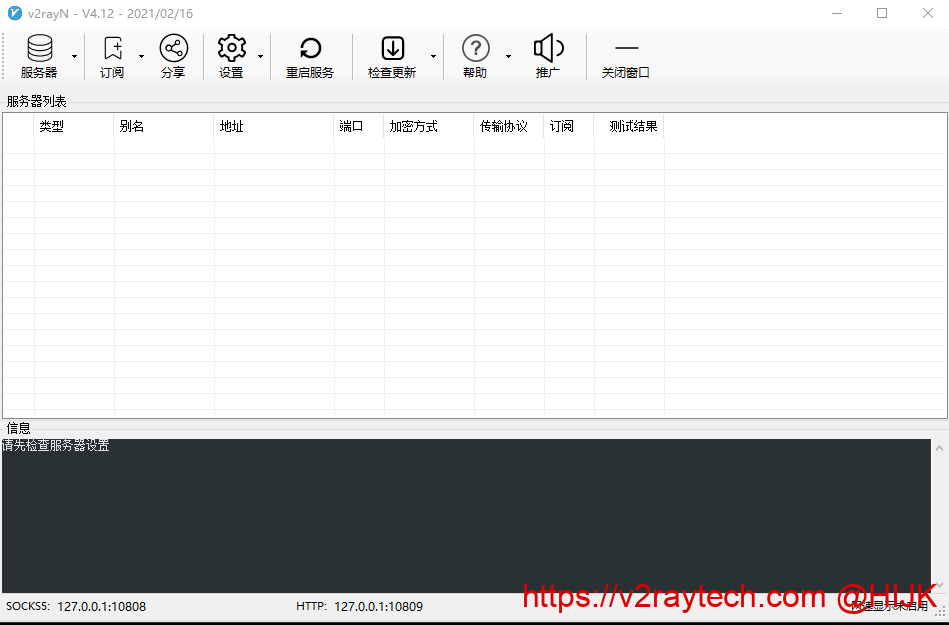 v2rayN - V4.12 - 2021/02/16
服务器 订阅 分享 设置 重启服务 检查更新 帮助 推广 关闭窗口
服务器列表
类型 别名 地址 端口 加密方式 传输协议 订阅 测试结果
信息
请先检查服务器设置
SOCKS5: 127.0.0.1:10808 HTTP: 127.0.0.1:10809 网速显示未启用
https://v2raytech.com @HIJK